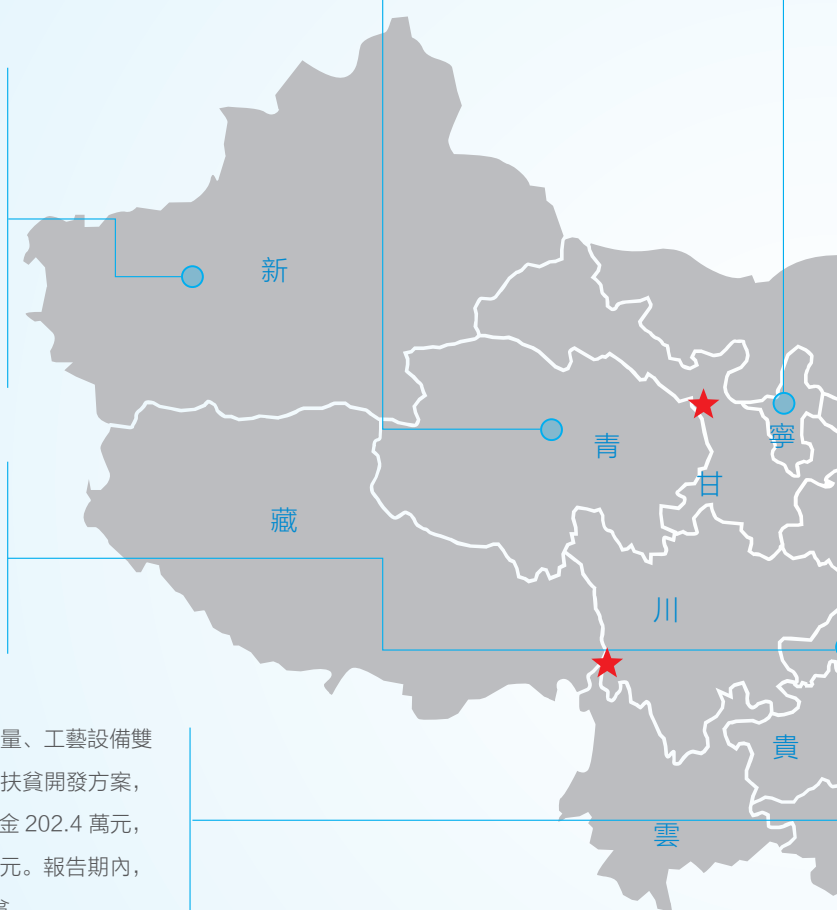 新
青
寧
甘
藏
川
貴
雲
量、工藝設備雙
扶貧開發方案，
金 202.4 萬元，
元。報告期內，